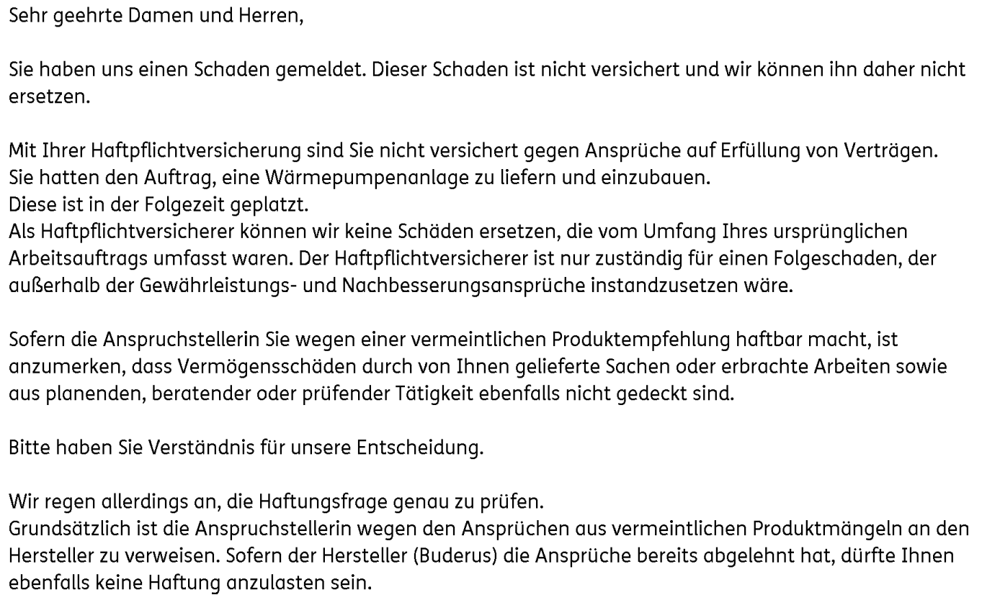 Sehr geehrte Damen und Herren,
Sie haben uns einen Schaden gemeldet. Dieser Schaden ist nicht versichert und wir können ihn daher nicht
ersetzen.
Mit Ihrer Haftpflichtversicherung sind Sie nicht versichert gegen Ansprüche auf Erfüllung von Verträgen.
Sie hatten den Auftrag, eine Wärmepumpenanlage zu liefern und einzubauen.
Diese ist in der Folgezeit geplatzt.
Als Haftpflichtversicherer können wir keine Schäden ersetzen, die vom Umfang Ihres ursprünglichen
Arbeitsauftrags umfasst waren. Der Haftpflichtversicherer ist nur zuständig für einen Folgeschaden, der
außerhalb der Gewährleistungs- und Nachbesserungsansprüche instandzusetzen wäre.
Sofern die Anspruchstellerin Sie wegen einer vermeintlichen Produktempfehlung haftbar macht, ist
anzumerken, dass Vermögensschäden durch von Ihnen gelieferte Sachen oder erbrachte Arbeiten sowie
aus planenden, beratender oder prüfender Tätigkeit ebenfalls nicht gedeckt sind.
Bitte haben Sie Verständnis für unsere Entscheidung.
Wir regen allerdings an, die Haftungsfrage genau zu prüfen.
Grundsätzlich ist die Anspruchstellerin wegen den Ansprüchen aus vermeintlichen Produktmängeln an den
Hersteller zu verweisen. Sofern der Hersteller (Buderus) die Ansprüche bereits abgelehnt hat, dürfte Ihnen
ebenfalls keine Haftung anzulasten sein.